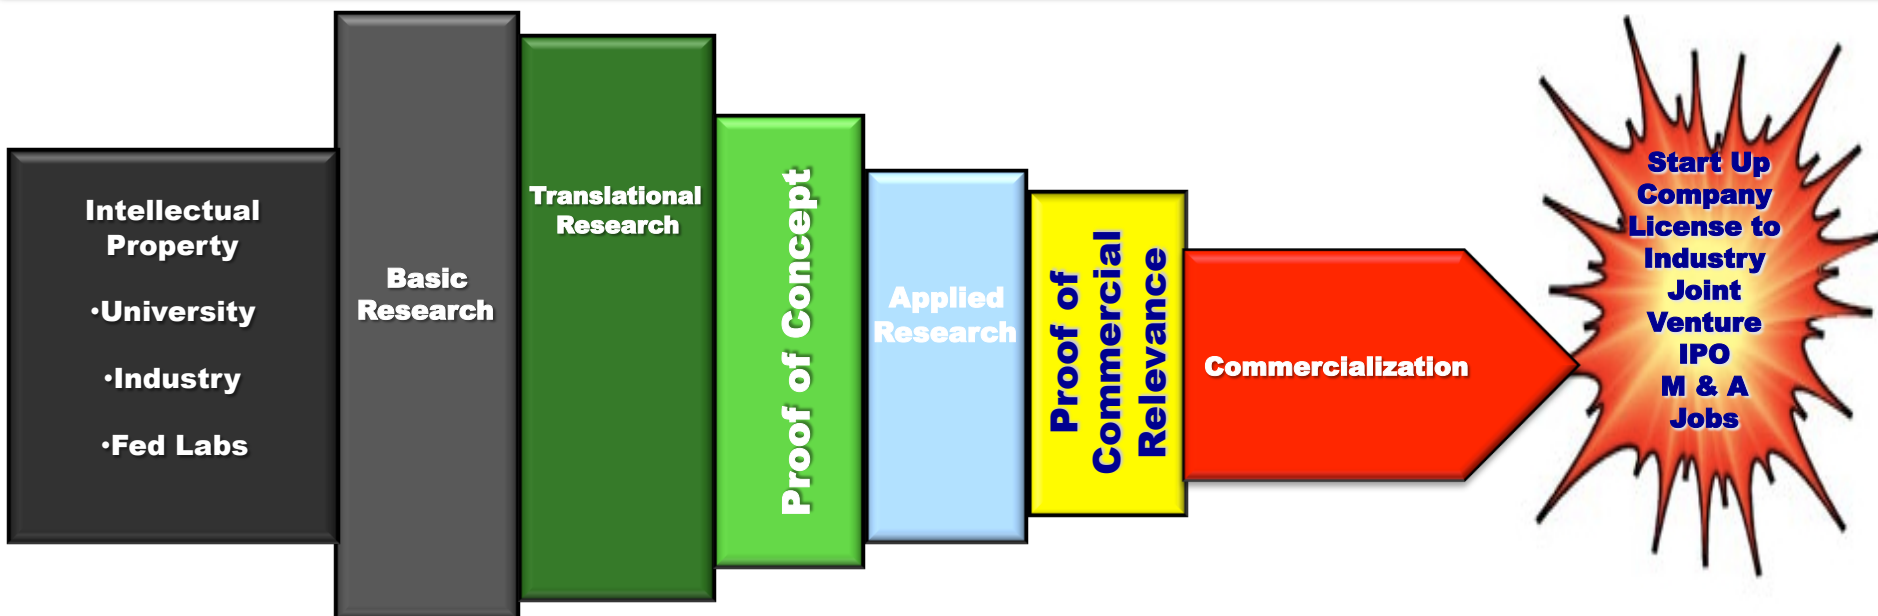 Intellectual
Property
•University
•Industry
•Fed Labs
Basic
Research
Translational
Research
Proof of Concept
Applied
Research
Proof of
Commercial
Relevance
Commercialization
Start Up
Company
License to
Industry
Joint
Venture
IPO
M & A
Jobs